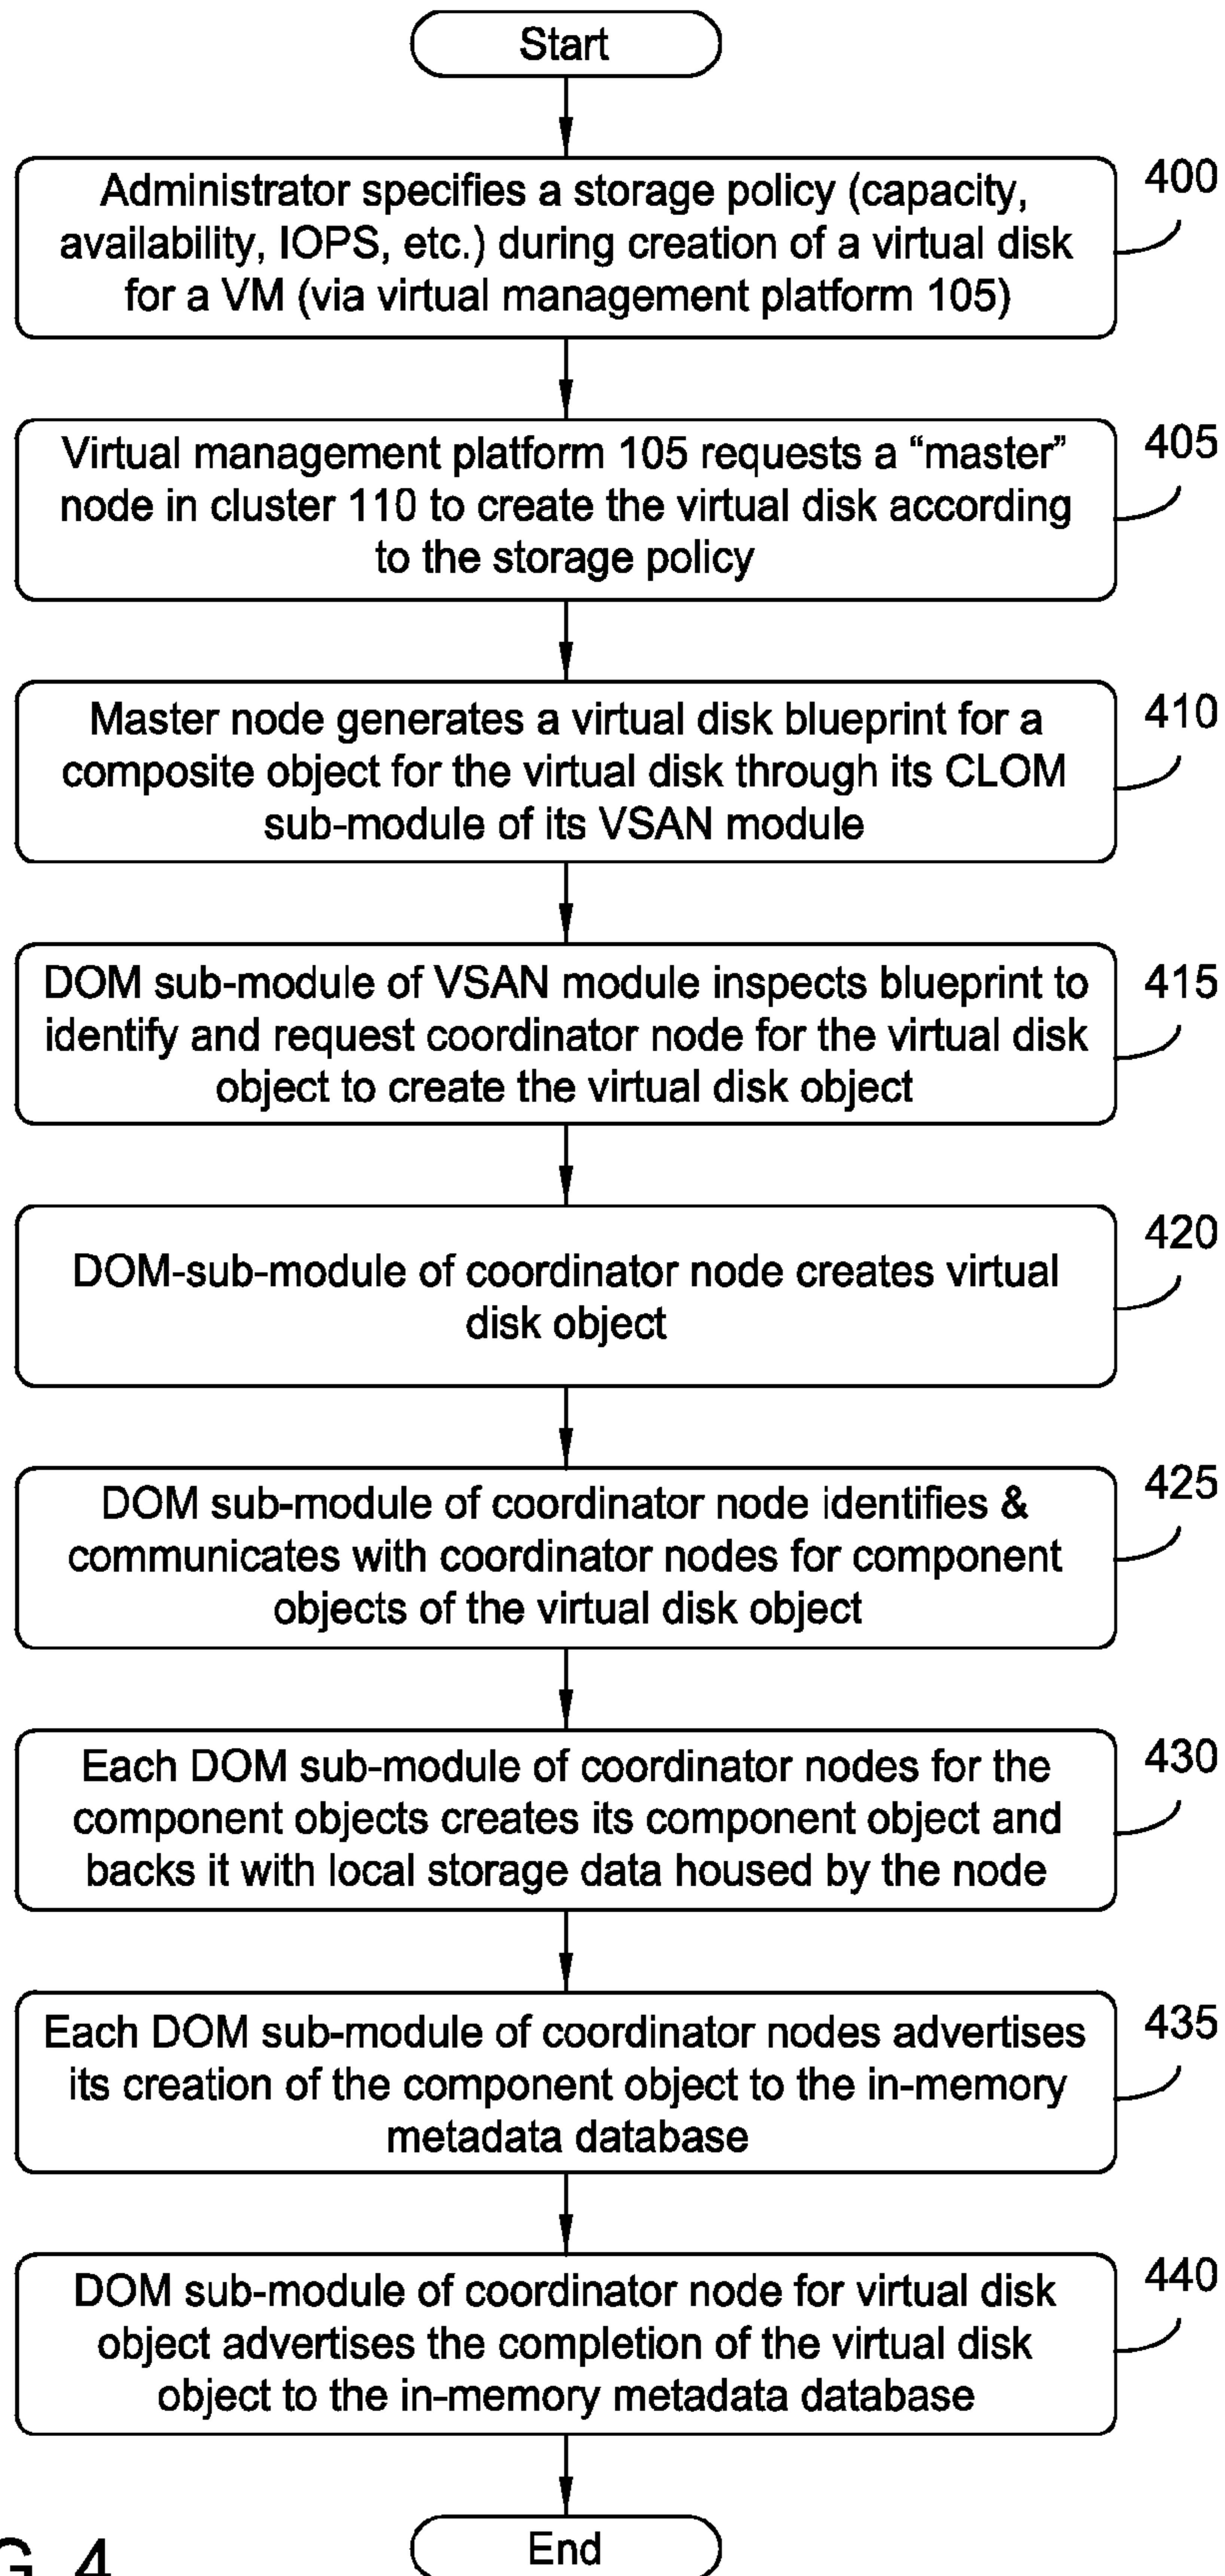 Start
Administrator specifies a storage policy (capacity,
availability, IOPS, etc.) during creation of a virtual disk
for a VM (via virtual management platform 105)
400
Virtual management platform 105 requests a “master”
node in cluster 110 to create the virtual disk according
to the storage policy
405
Master node generates a virtual disk blueprint for a
composite object for the virtual disk through its CLOM
sub-module of its VSAN module
410
DOM sub-module of VSAN module inspects blueprint to
identify and request coordinator node for the virtual disk
object to create the virtual disk object
415
DOM-sub-module of coordinator node creates virtual
disk object
420
DOM sub-module of coordinator node identifies &
communicates with coordinator nodes for component
objects of the virtual disk object
425
Each DOM sub-module of coordinator nodes for the
component objects creates its component object and
backs it with local storage data housed by the node
430
Each DOM sub-module of coordinator nodes advertises
its creation of the component object to the in-memory
metadata database
435
DOM sub-module of coordinator node for virtual disk
object advertises the completion of the virtual disk
object to the in-memory metadata database
440
End
G 4